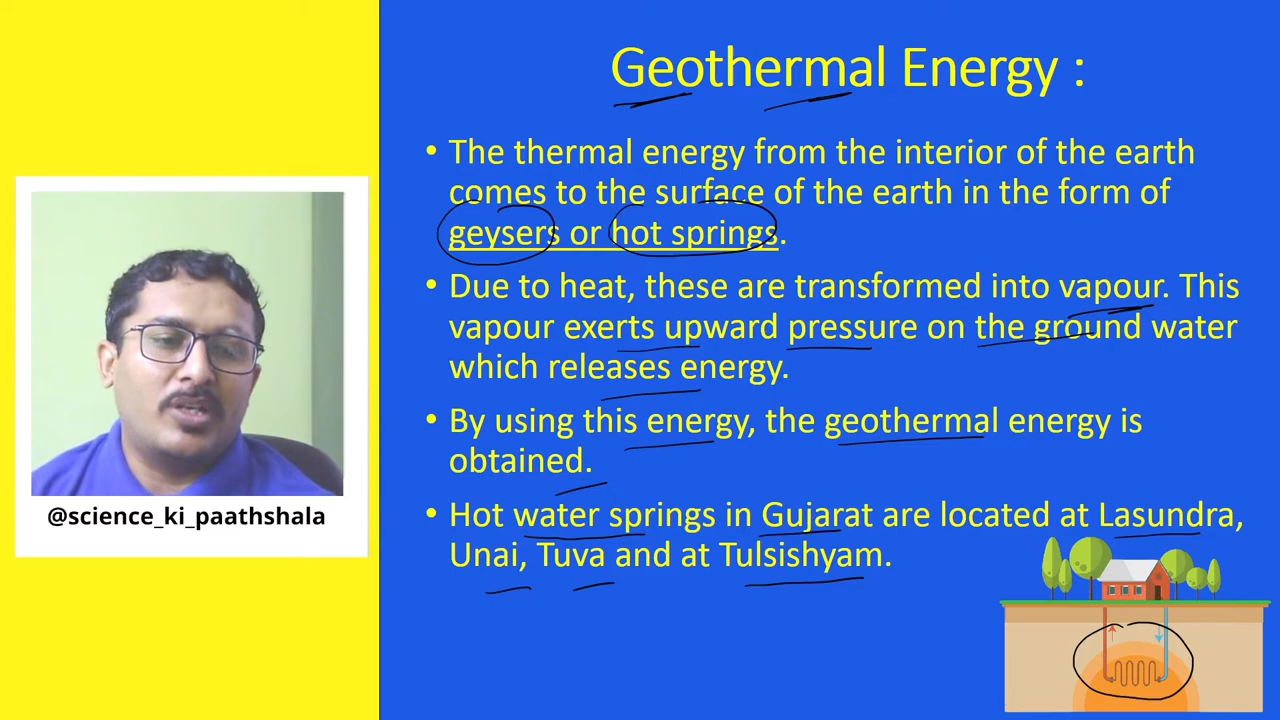 Geothermal Energy :
• The thermal energy from the interior of the earth
comes to the surface of the earth in the form of
geysers or hot springs.
• Due to heat, these are transformed into vapour. This
vapour exerts upward pressure on the ground water
which releases energy.
• By using this energy, the geothermal energy is
obtained.
• Hot water springs in Gujarat are located at Lasundra,
Unai, Tuva and at Tulsishyam.
@science_ki_paathshala